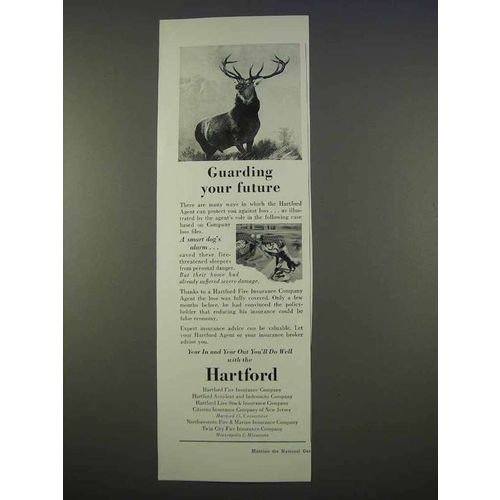 Guarding
your future
There are many ways in which the Hartford
Agent can protect you against loss . . . as illus-
trated by the agent's role in the following case
based on Company
loss files.
A smart dog's
alarm . . .
saved these fire-
threatened sleepers
from personal danger.
But their home had
already suffered severe damage.
Thanks to a Hartford Fire Insurance Company
Agent the loss was fully covered. Only a few
months before, he had convinced the policy-
holder that reducing his insurance could be
false economy.
Expert insurance advice can be valuable. Let
your Hartford Agent or your insurance broker
advise you.
Year In and Year Out You'll Do Well
with the
Hartford
Hartford Fire Insurance Company
Hartford Accident and Indemnity Company
Hartford Live Stock Insurance Company
Citizens Insurance Company of New Jersey
Hartford 15, Connecticut
Northwestern Fire & Marine Insurance Company
Twin City Fire Insurance Company
Minneapolis 2, Minnesota
Mention the National Geo